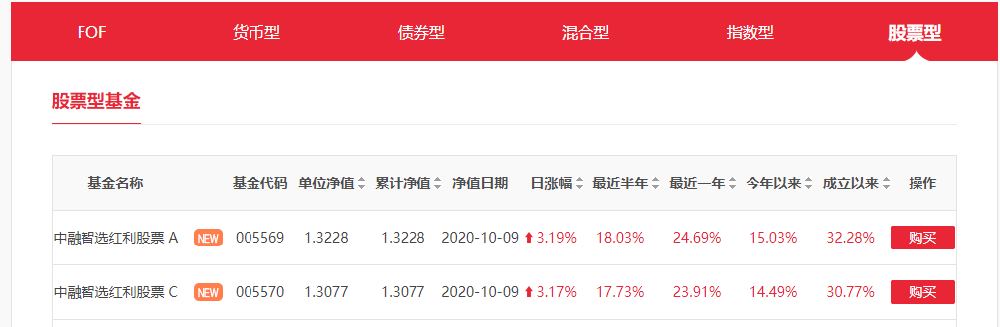 FOF 货币型 债券型 混合型 指数型 股票型
股票型基金
基金名称 基金代码 单位净值 累计净值 净值日期 日涨幅 最近半年 最近一年 今年以来 成立以来 操作
中融智选红利股票 A NEW 005569 1.3228 1.3228 2020-10-09 3.19% 18.03% 24.69% 15.03% 32.28% 购买
中融智选红利股票 C NEW 005570 1.3077 1.3077 2020-10-09 3.17% 17.73% 23.91% 14.49% 30.77% 购买